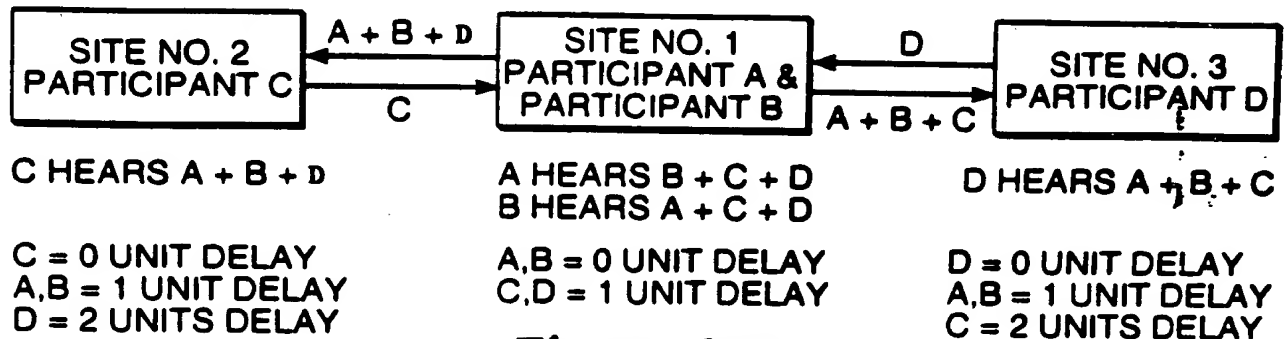 SITE NO. 2
PARTICIPANT C
A + B + D
C
SITE NO. 1
PARTICIPANT A &
PARTICIPANT B
D
A + B + C
SITE NO. 3
PARTICIPANT D
C HEARS A + B + D
A HEARS B + C + D
B HEARS A + C + D
D HEARS A + B + C
C = 0 UNIT DELAY
A,B = 1 UNIT DELAY
D = 2 UNITS DELAY
A,B = 0 UNIT DELAY
C,D = 1 UNIT DELAY
D = 0 UNIT DELAY
A,B = 1 UNIT DELAY
C = 2 UNITS DELAY